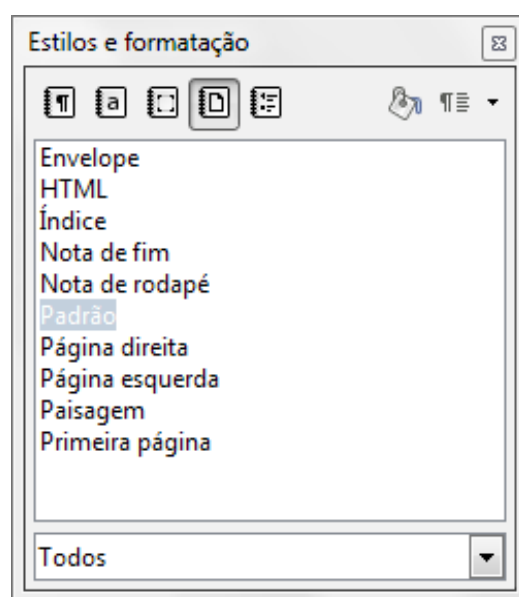 Estilos e formatação
Envelope
HTML
Índice
Nota de fim
Nota de rodapé
Padrão
Página direita
Página esquerda
Paisagem
Primeira página
Todos